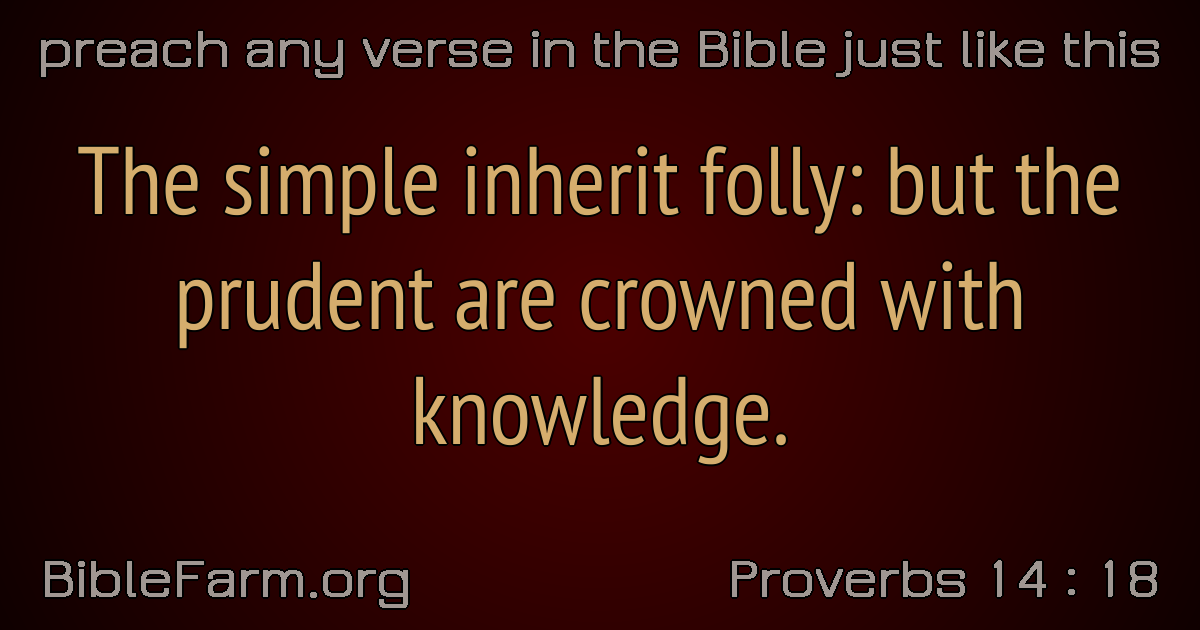 preach any verse in the Bible just like this
The simple inherit folly: but the
prudent are crowned with
knowledge.
BibleFarm.org
Proverbs 14 : 18